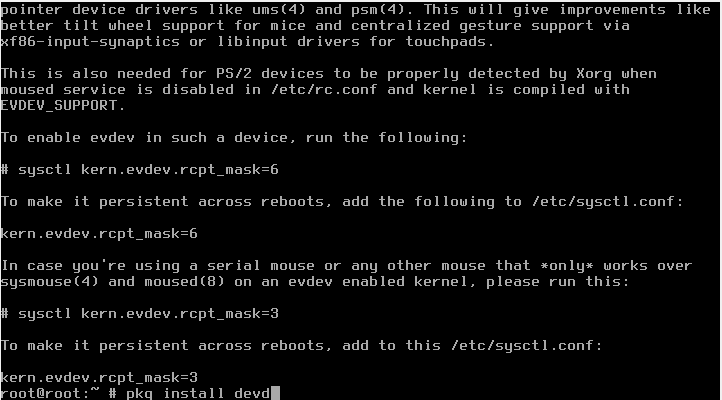 pointer device drivers like ums(4) and psm(4). This will give improvements like
better tilt wheel support for mice and centralized gesture support via
xf86-input-synaptics or libinput drivers for touchpads.
This is also needed for PS/2 devices to be properly detected by Xorg when
moused service is disabled in /etc/rc.conf and kernel is compiled with
EVDEV_SUPPORT.
To enable evdev in such a device, run the following:
# sysctl kern.evdev.rcpt_mask=6
To make it persistent across reboots, add the following to /etc/sysctl.conf:
kern.evdev.rcpt_mask=6
In case you're using a serial mouse or any other mouse that *only* works over
sysmouse(4) and moused(8) on an evdev enabled kernel, please run this:
# sysctl kern.evdev.rcpt_mask=3
To make it persistent across reboots, add to this /etc/sysctl.conf:
kern.evdev.rcpt_mask=3
root@root:~ # pkg install devd